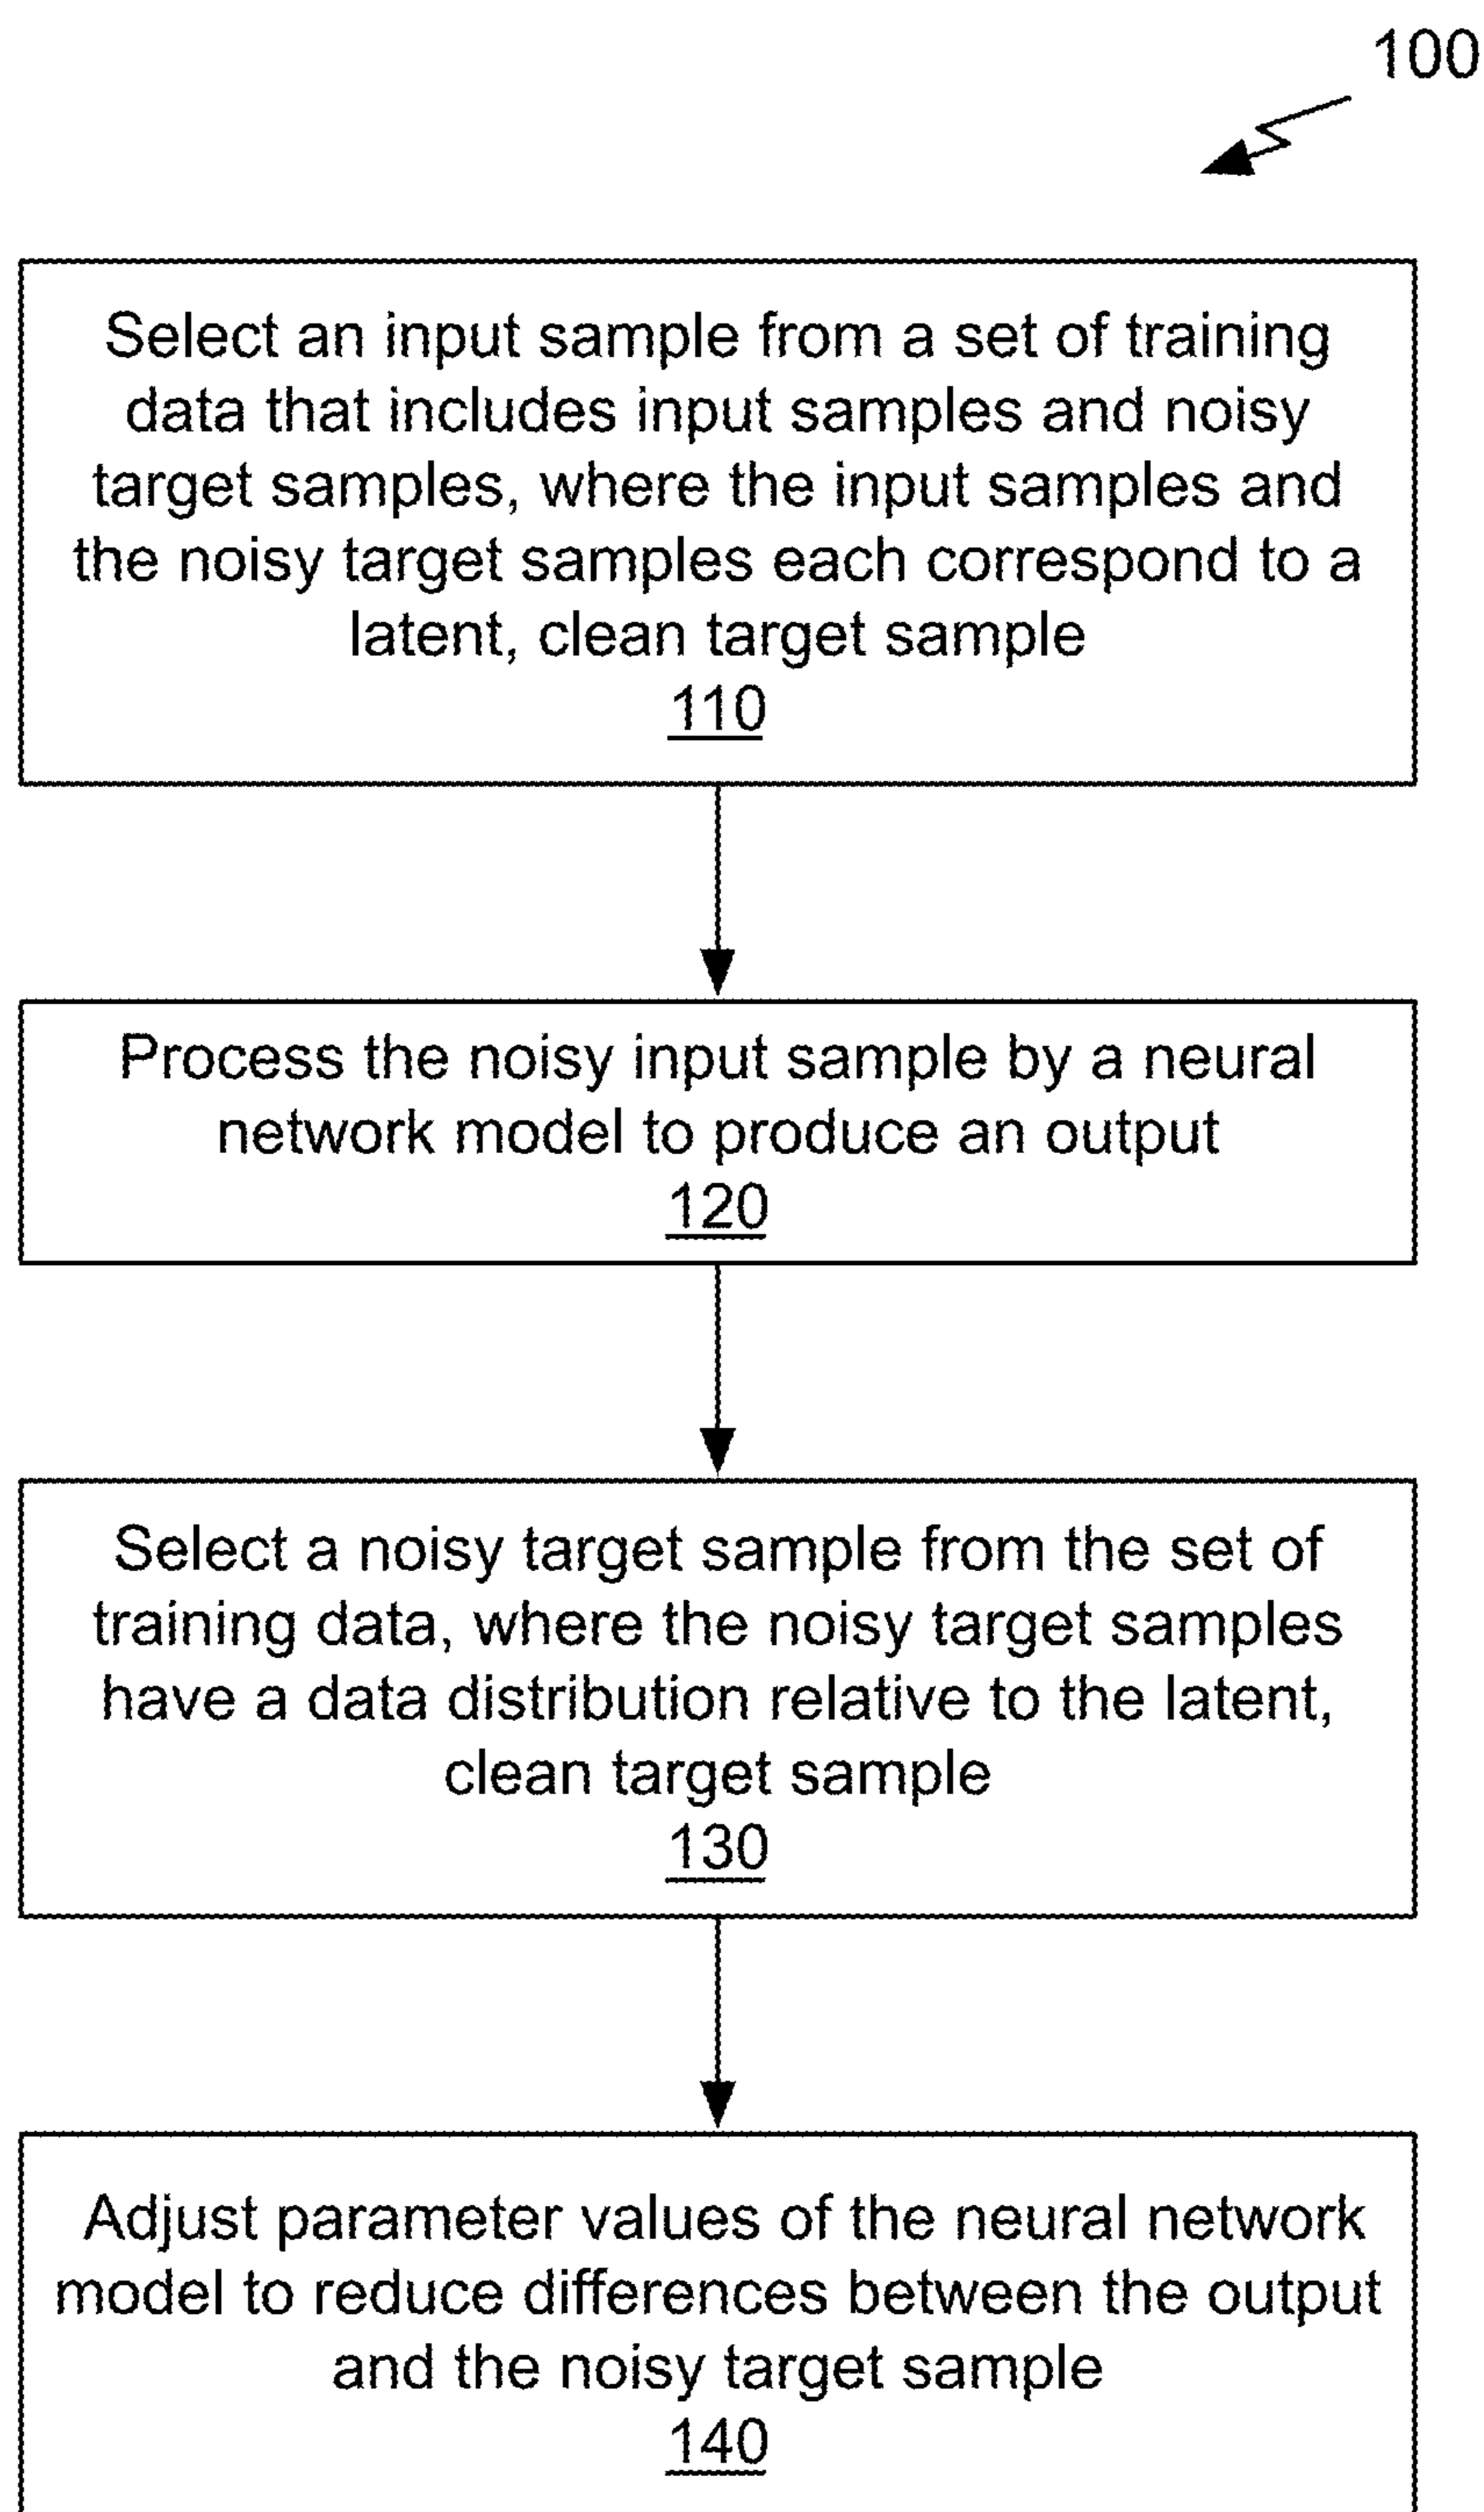 100
Select an input sample from a set of training
data that includes input samples and noisy
target samples, where the input samples and
the noisy target samples each correspond to a
latent, clean target sample
110
Process the noisy input sample by a neural
network model to produce an output
120
Select a noisy target sample from the set of
training data, where the noisy target samples
have a data distribution relative to the latent,
clean target sample
130
Adjust parameter values of the neural network
model to reduce differences between the output
and the noisy target sample
140